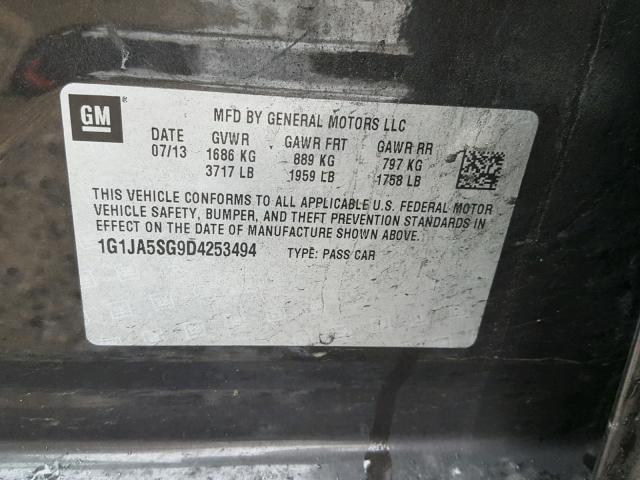 GM
MFD BY GENERAL MOTORS LLC
DATE GVWR GAWR FRT GAWR RR
07/13 1686 KG 889 KG 797 KG
3717 LB 1959 LB 1758 LB
THIS VEHICLE CONFORMS TO ALL APPLICABLE U.S. FEDERAL MOTOR
VEHICLE SAFETY, BUMPER, AND THEFT PREVENTION STANDARDS IN
EFFECT ON THE DATE OF MANUFACTURE SHOWN ABOVE.
1G1JA5SG9D4253494 TYPE: PASS CAR